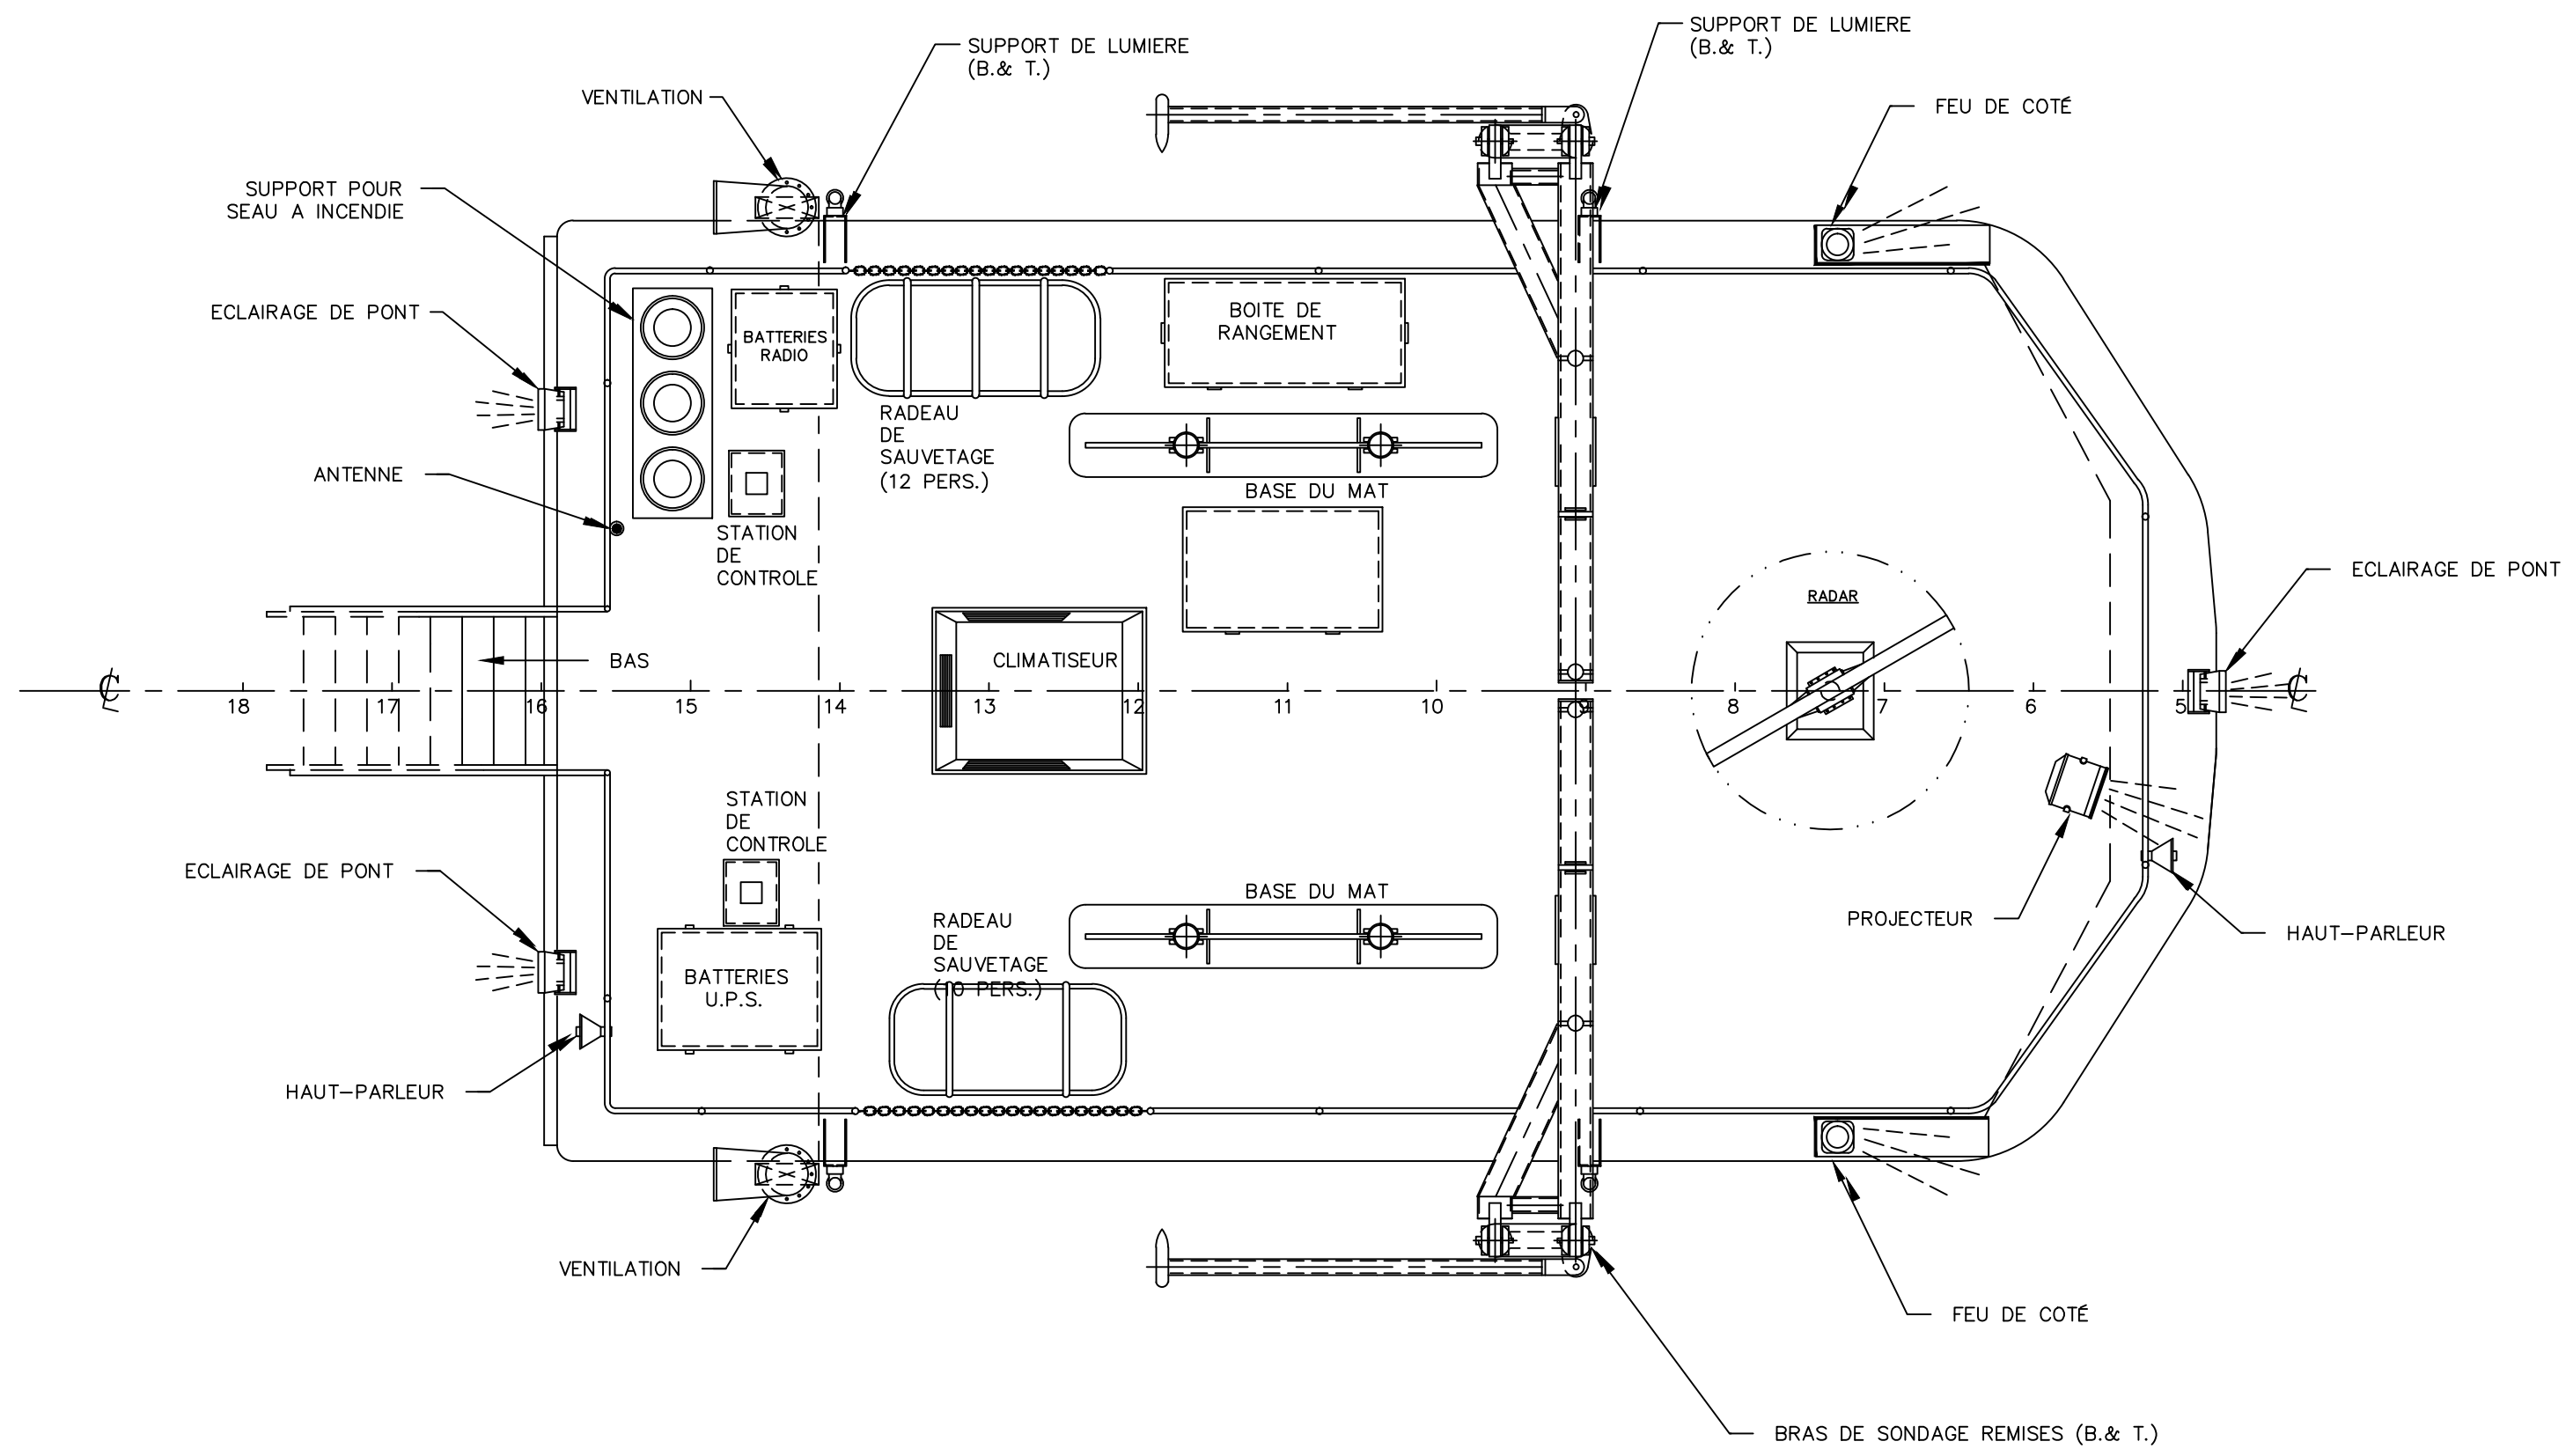 SUPPORT DE LUMIERE
(B.& T.)
SUPPORT DE LUMIERE
(B.& T.)
VENTILATION
FEU DE COTÉ
SUPPORT POUR
SEAU A INCENDIE
ECLAIRAGE DE PONT
BATTERIES
RADIO
BOITE DE
RANGEMENT
RADEAU
DE
SAUVETAGE
(12 PERS.)
ANTENNE
BASE DU MAT
STATION
DE
CONTROLE
ECLAIRAGE DE PONT
RADAR
BAS
CLIMATISEUR
C
18
17
16
15
14
13
12
11
10
9
8
7
6
5
C
STATION
DE
CONTROLE
ECLAIRAGE DE PONT
BASE DU MAT
RADEAU
DE
SAUVETAGE
(10 PERS.)
PROJECTEUR
HAUT-PARLEUR
BATTERIES
U.P.S.
HAUT-PARLEUR
VENTILATION
FEU DE COTÉ
BRAS DE SONDAGE REMISES (B.& T.)